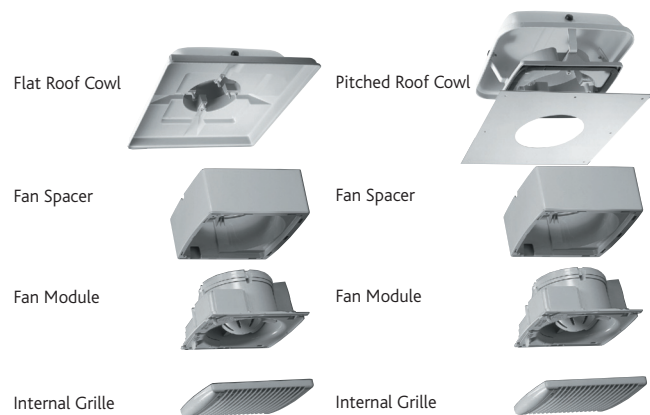 Flat Roof Cowl
Pitched Roof Cowl
Fan Spacer
Fan Spacer
Fan Module
Fan Module
Internal Grille
Internal Grille